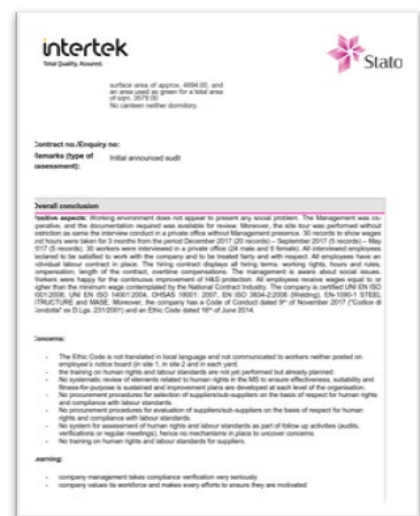 intertek
Total Quality. Assured.
Stato
surface area of approx. 4694.00, and
an area used as green for a total area
of sqm. 3579.00
No canteen neither dormitory.
Contract no./Enquiry
no:
Remarks (type of
assessment):
Initial announced audit
Overall conclusion
Positive aspects: Working environment does not appear to present any social problem. The Management was co-
operative, and the documentation required was available for review. Moreover, the site tour was performed without
restriction as same the interview conduct in a private office without Management presence. 30 records to show wages
and hours were taken for 3 months from the period December 2017 (20 records) – September 2017 (5 records) – May
2017 (5 records). 30 workers were interviewed in a private office (24 male and 6 female). All interviewed employees
declared to be satisfied to work with the company and to be treated fairly and with respect. All employees have an
individual labour contract in place. The hiring contract displays all hiring terms: working rights, hours and rules,
compensation, length of the contract, overtime compensations. The management is aware about social issues.
Workers were happy for the continuous improvement of H&S protection. All employees receive wages equal to or
higher than the minimum wage contemplated by the National Contract Industry. The company is certified UNI EN ISO
9001:2008, UNI EN ISO 14001:2004, OHSAS 18001: 2007, EN ISO 3834-2:2006 (Welding), EN-1090-1 STEEL
STRUCTURE and MASE. Moreover, the company has a Code of Conduct dated 9th of November 2017 ("Codice di
Condotta" ex D.Lgs. 231/2001) and an Ethic Code dated 16th of June 2014.
Concerns:
- The Ethic Code is not translated in local language and not communicated to workers neither posted on
employee's notice board (in site 1, in site 2 and in each yard.
- the training on human rights and labour standards are not yet performed but already planned.
- No systematic review of elements related to human rights in the MS to ensure effectiveness, suitability and
fitness-for-purpose is sustained and improvement plans are developed at each level of the organisation.
- No procurement procedures for selection of suppliers/sub-suppliers on the basis of respect for human rights
and compliance with labour standards.
- No procurement procedures for evaluation of suppliers/sub-suppliers on the basis of respect for human
rights and compliance with labour standards.
- No system for assessment of human rights and labour standards as part of follow up activities (audits,
verifications or regular meetings), hence no mechanisms in place to uncover concerns.
- No training on human rights and labour standards for suppliers.
- company management takes compliance verification very seriously
- company values its workforce and makes every efforts to ensure they are motivated